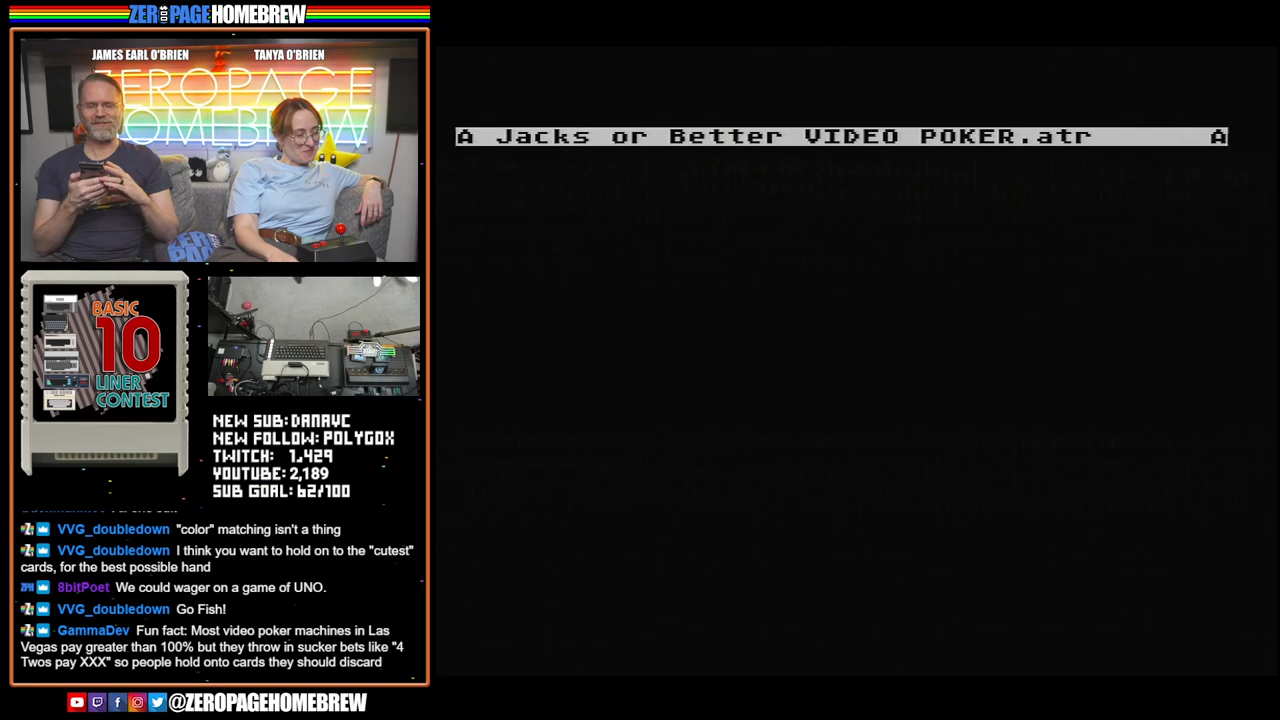 ZEROPAGE HOMEBREW
JAMES EARL O'BRIEN
TANYA O'BRIEN
ZEROPAGE
HOMEBREW
A Jacks or Better VIDEO POKER.atr A
BASIC
10
LINER
CONTEST
NEW SUB: DANAVC
NEW FOLLOW: POLYGOX
TWITCH: 1,429
YOUTUBE: 2,189
SUB GOAL: 62/100
VVG_doubledown "color" matching isn't a thing
VVG_doubledown I think you want to hold on to the "cutest"
cards, for the best possible hand
8bitPoet We could wager on a game of UNO.
VVG_doubledown Go Fish!
GammaDev Fun fact: Most video poker machines in Las
Vegas pay greater than 100% but they throw in sucker bets like "4
Twos pay XXX" so people hold onto cards they should discard
@ZEROPAGEHOMEBREW